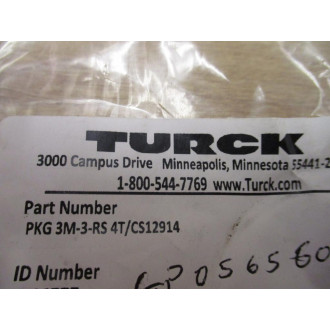 TURCK
3000 Campus Drive Minneapolis, Minnesota 55441-2
1-800-544-7769 www.Turck.com
Part Number
PKG 3M-3-RS 4T/CS12914
ID Number
056560